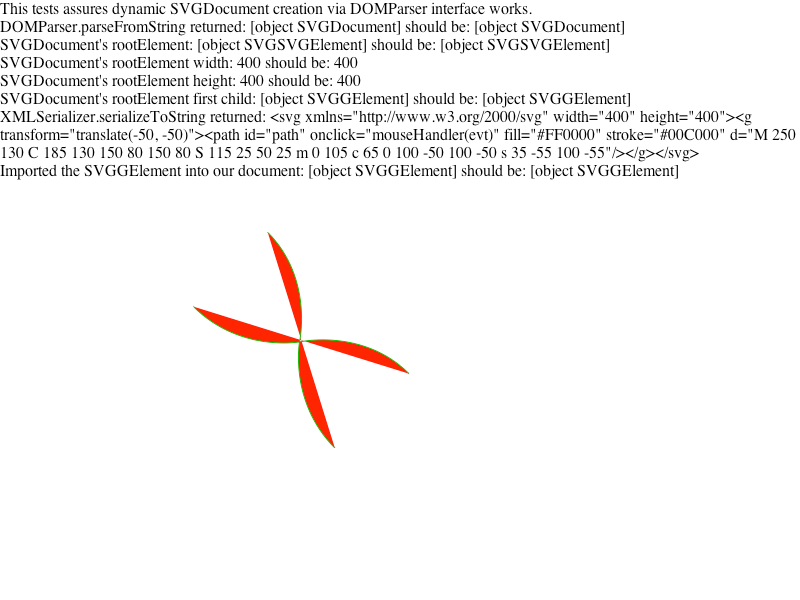 This tests assures dynamic SVGDocument creation via DOMParser interface works.
DOMParser.parseFromString returned: [object SVGDocument] should be: [object SVGDocument]
SVGDocument's rootElement: [object SVGSVGElement] should be: [object SVGSVGElement]
SVGDocument's rootElement width: 400 should be: 400
SVGDocument's rootElement height: 400 should be: 400
SVGDocument's rootElement first child: [object SVGGElement] should be: [object SVGGElement]
XMLSerializer.serializeToString returned: <svg xmlns="http://www.w3.org/2000/svg" width="400" height="400"><g
transform="translate(-50, -50)"><path id="path" onclick="mouseHandler(evt)" fill="#FF0000" stroke="#00C000" d="M 250
130 C 185 130 150 80 150 80 S 115 25 50 25 m 0 105 c 65 0 100 -50 100 -50 s 35 -55 100 -55"/></g></svg>
Imported the SVGGElement into our document: [object SVGGElement] should be: [object SVGGElement]